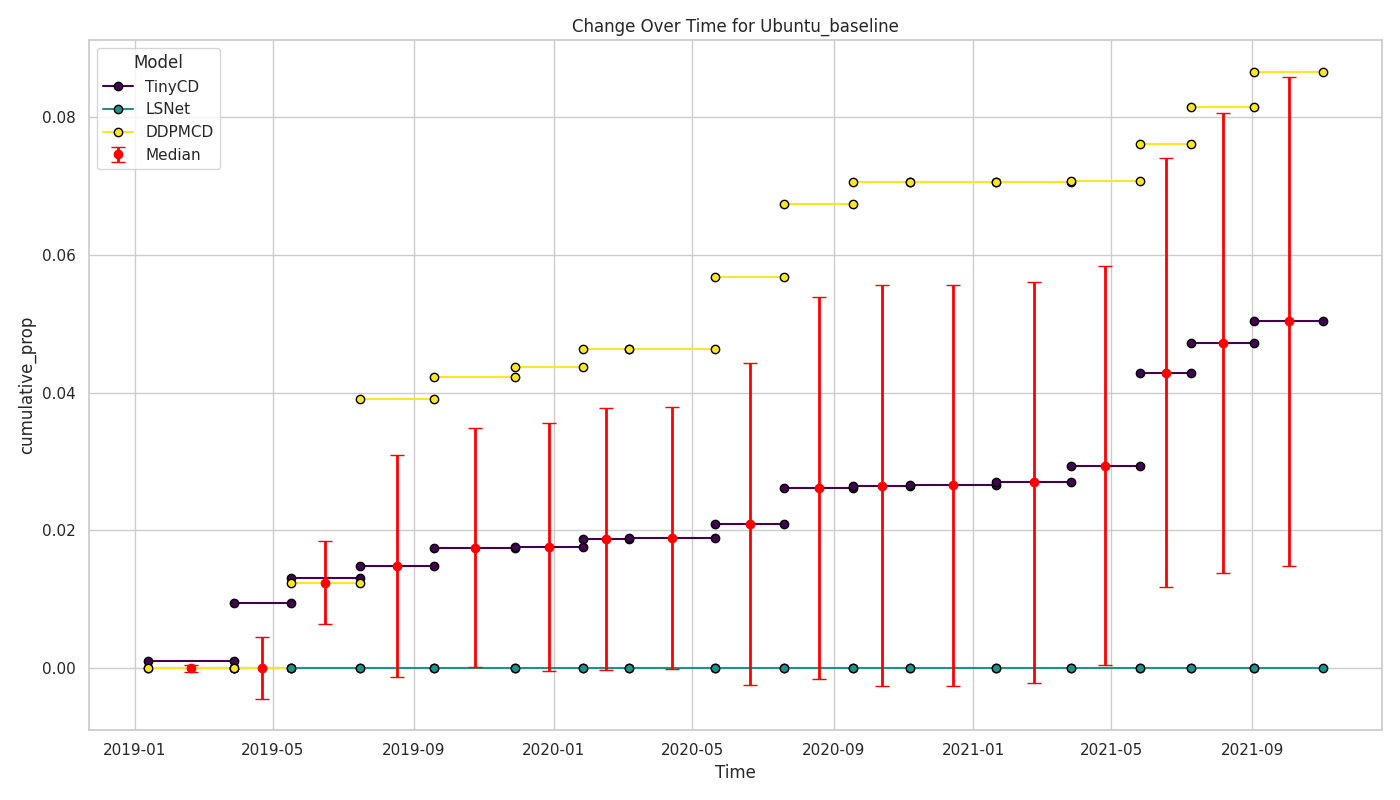 Change Over Time for Ubuntu_baseline
Model
TinyCD
LSNet
DDPMCD
Median
cumulative_prop
0.08
0.06
0.04
0.02
0.00
2019-01
2019-05
2019-09
2020-01
2020-05
2020-09
2021-01
2021-05
2021-09
Time